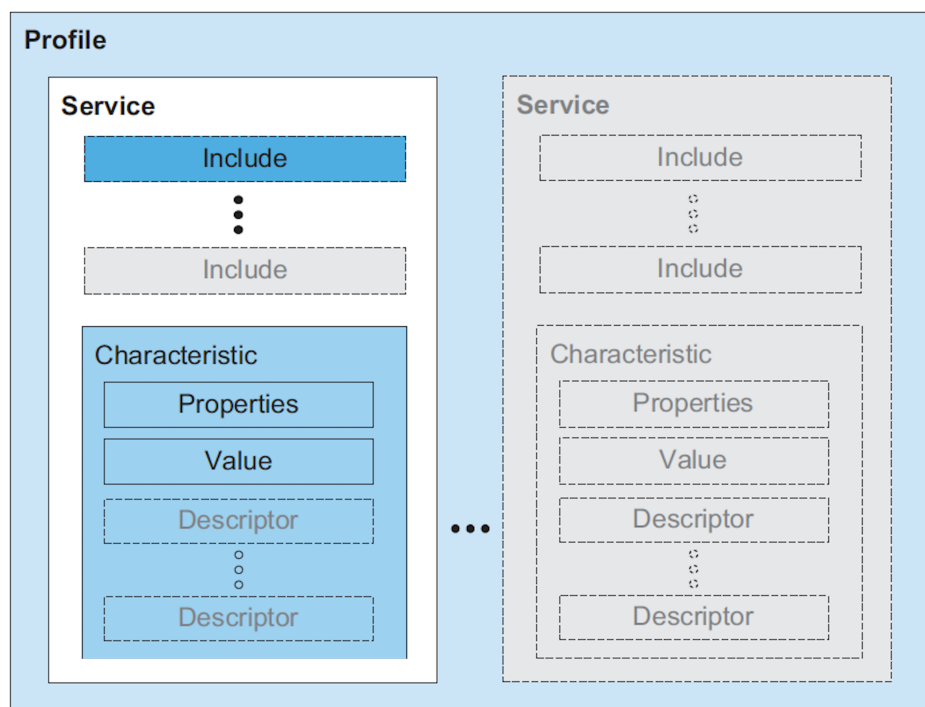 Profile
Service
Include
Include
Characteristic
Properties
Value
Descriptor
Descriptor
Service
Include
Include
Characteristic
Properties
Value
Descriptor
Descriptor